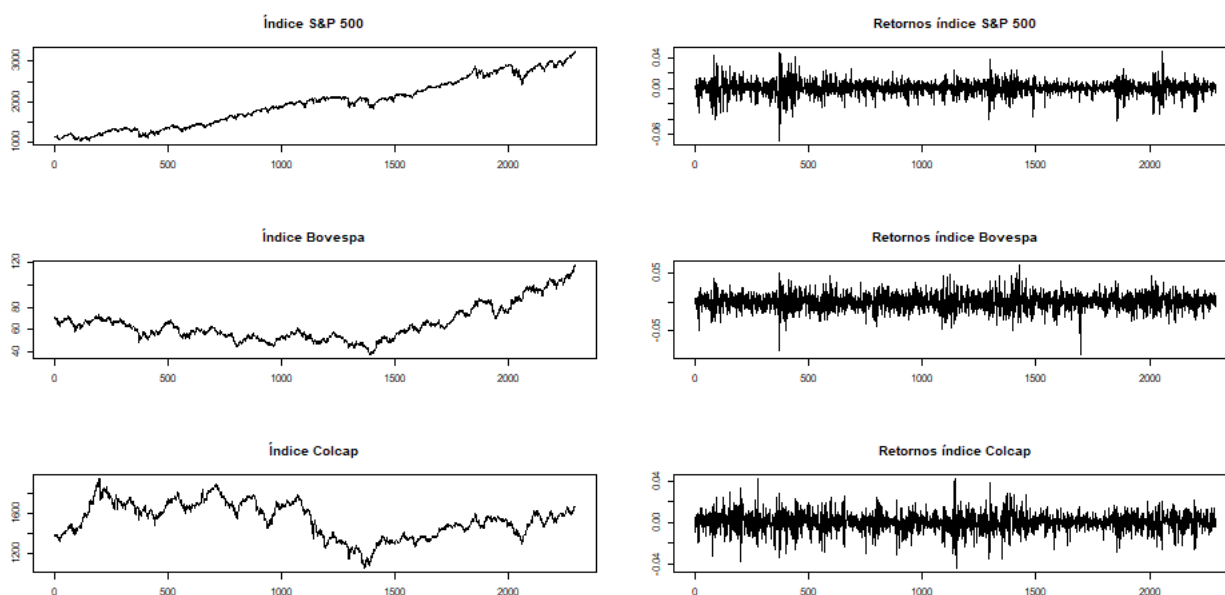 Índice S&P 500
3000
2000
1000
0 500 1000 1500 2000
Retornos índice S&P 500
0.04
0.00
-0.06
0 500 1000 1500 2000
Índice Bovespa
120
80
60
40
0 500 1000 1500 2000
Retornos índice Bovespa
0.05
-0.05
0 500 1000 1500 2000
Índice Colcap
1600
1200
0 500 1000 1500 2000
Retornos índice Colcap
0.04
0.00
-0.04
0 500 1000 1500 2000